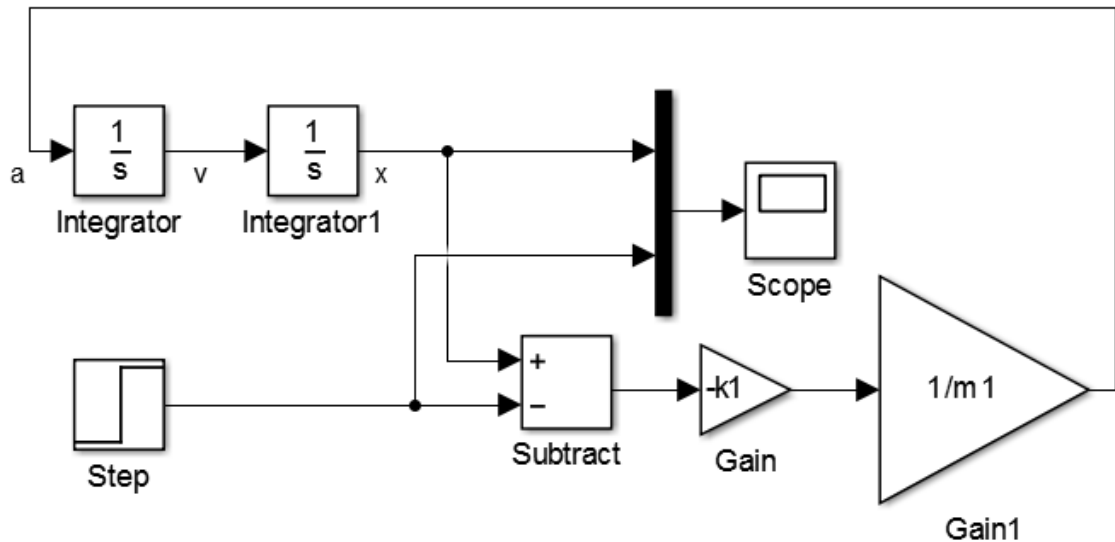 1
s
1
s
a
v
x
Integrator
Integrator1
Scope
+
−
-k1
1/m1
Step
Subtract
Gain
Gain1